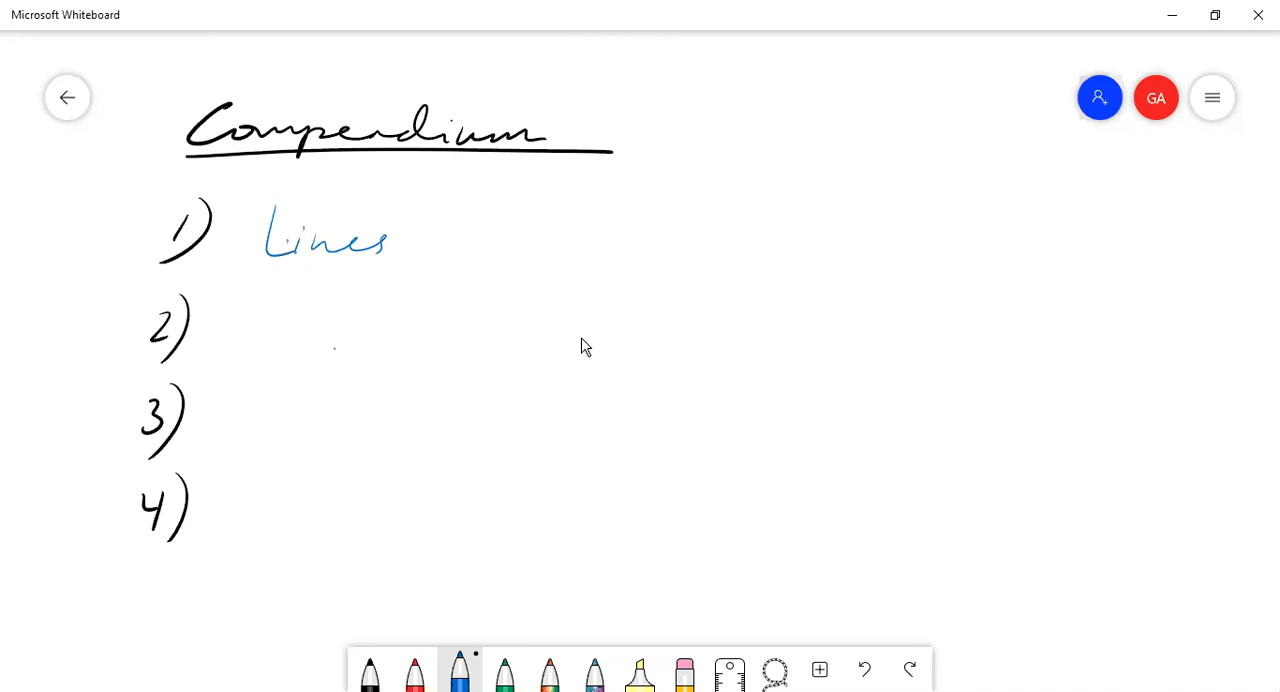 Microsoft Whiteboard
GA
Compendium
1) Lines
2)
3)
4)